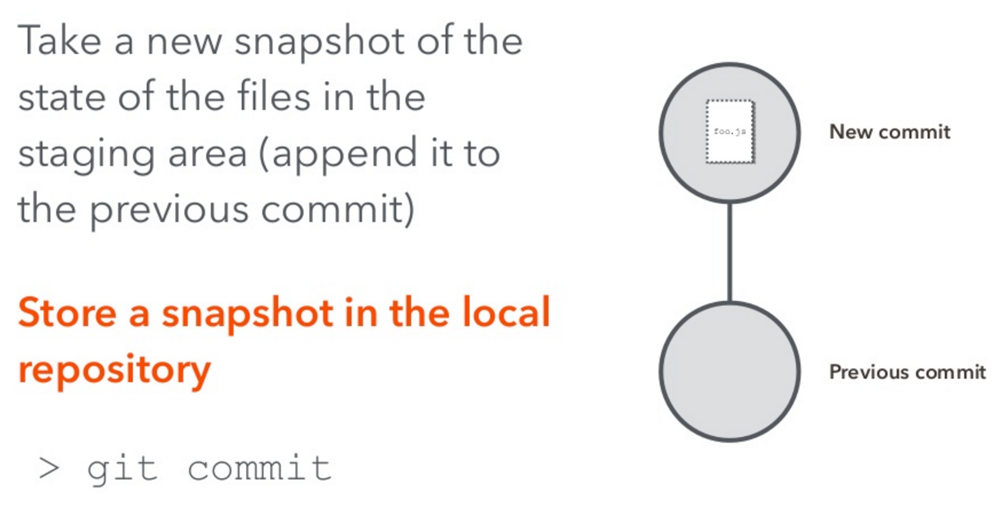 Take a new snapshot of the
state of the files in the
staging area (append it to
the previous commit)
Store a snapshot in the local
repository
> git commit
foo.js
New commit
Previous commit